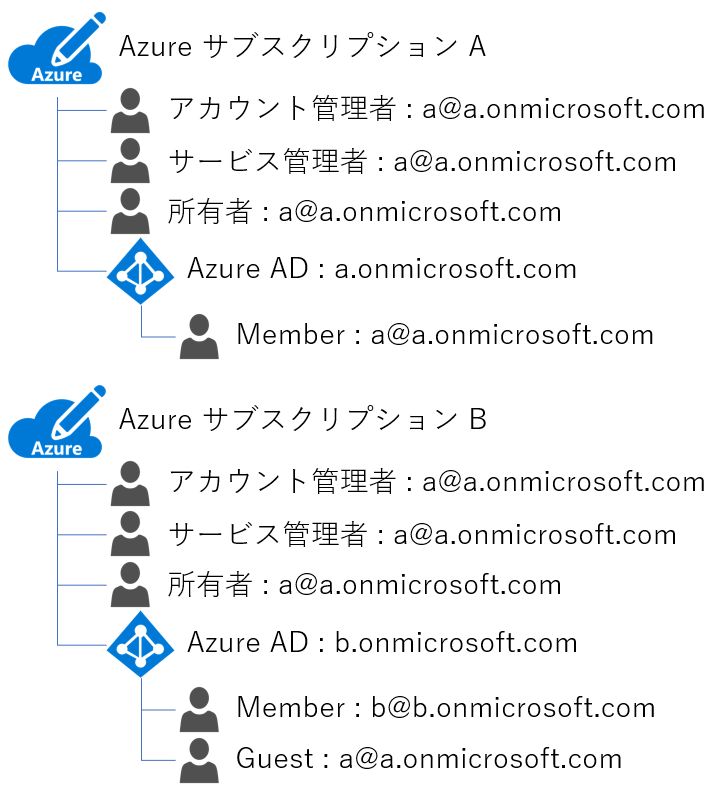 Azure
Azure サブスクリプション A
アカウント管理者 : a@a.onmicrosoft.com
サービス管理者 : a@a.onmicrosoft.com
所有者 : a@a.onmicrosoft.com
Azure AD : a.onmicrosoft.com
Member : a@a.onmicrosoft.com
Azure
Azure サブスクリプション B
アカウント管理者 : a@a.onmicrosoft.com
サービス管理者 : a@a.onmicrosoft.com
所有者 : a@a.onmicrosoft.com
Azure AD : b.onmicrosoft.com
Member : b@b.onmicrosoft.com
Guest : a@a.onmicrosoft.com